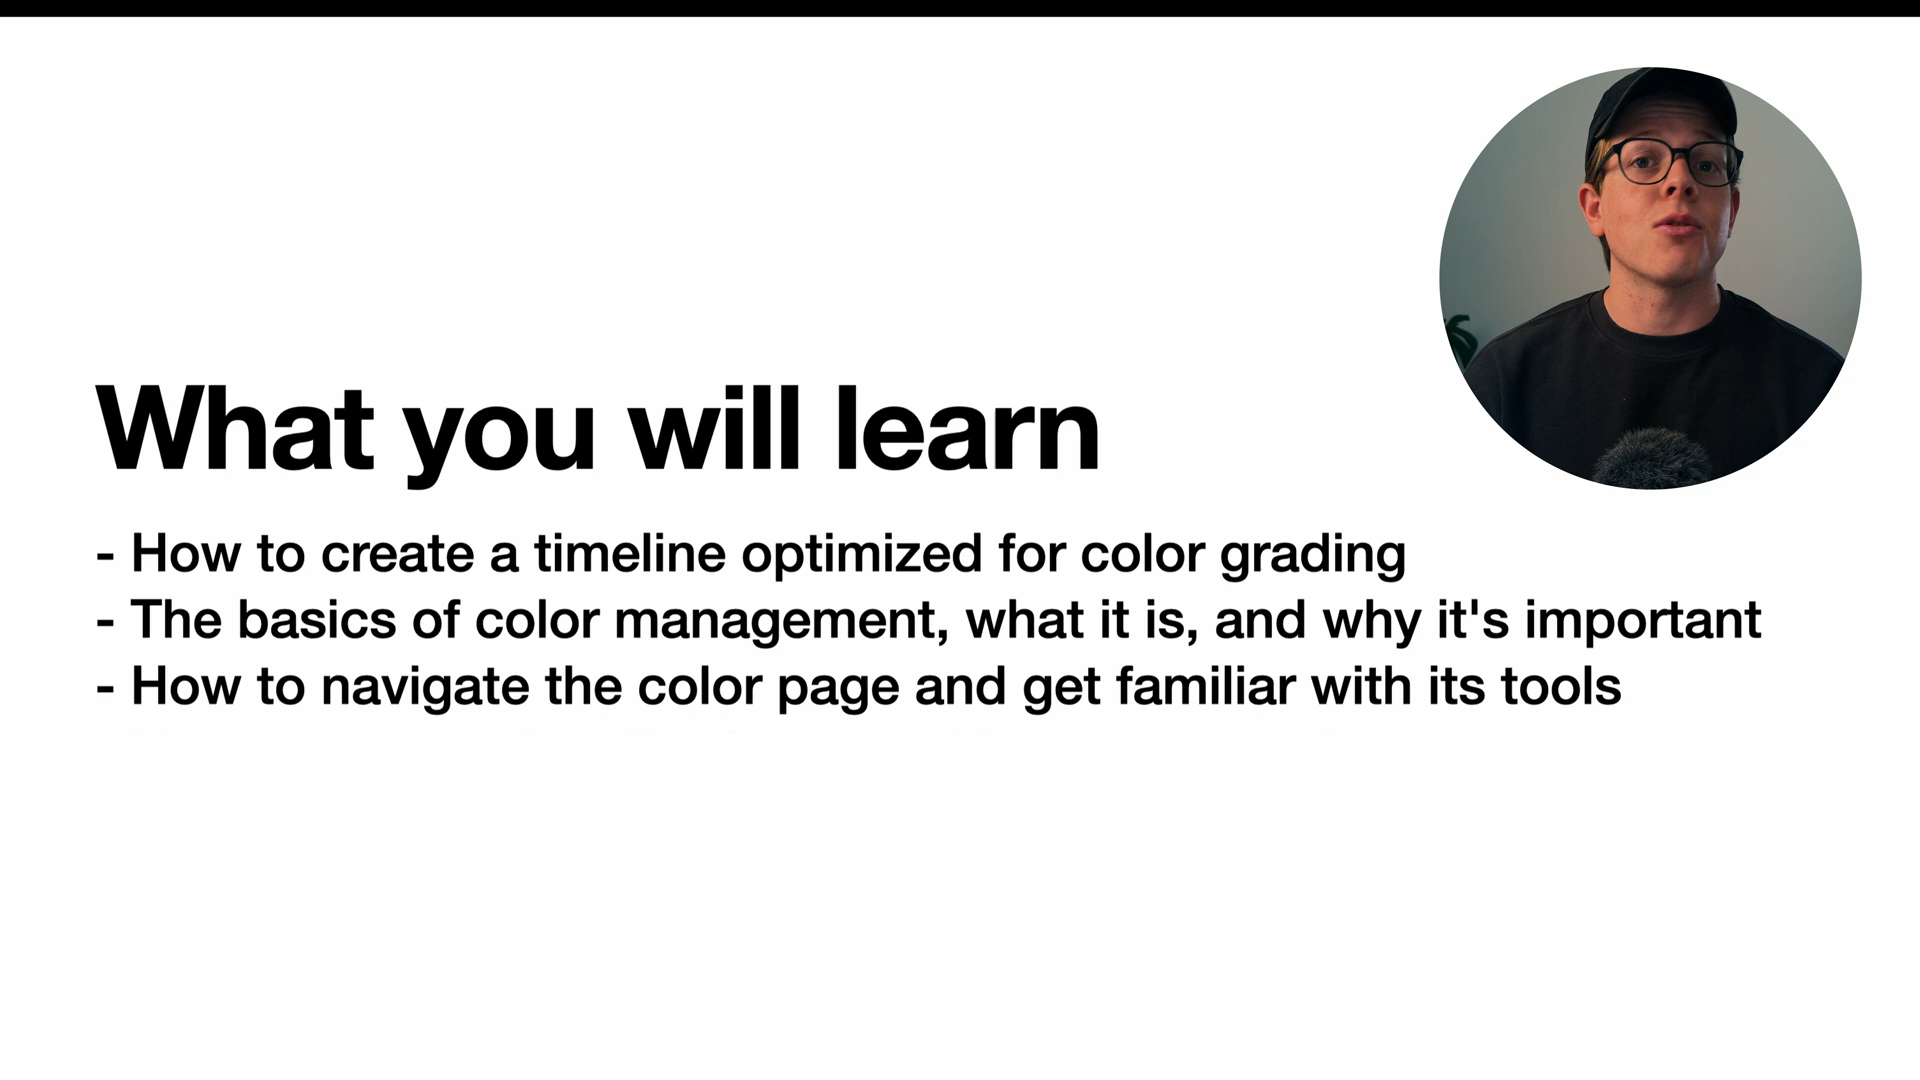 What you will learn
- How to create a timeline optimized for color grading
- The basics of color management, what it is, and why it's important
- How to navigate the color page and get familiar with its tools